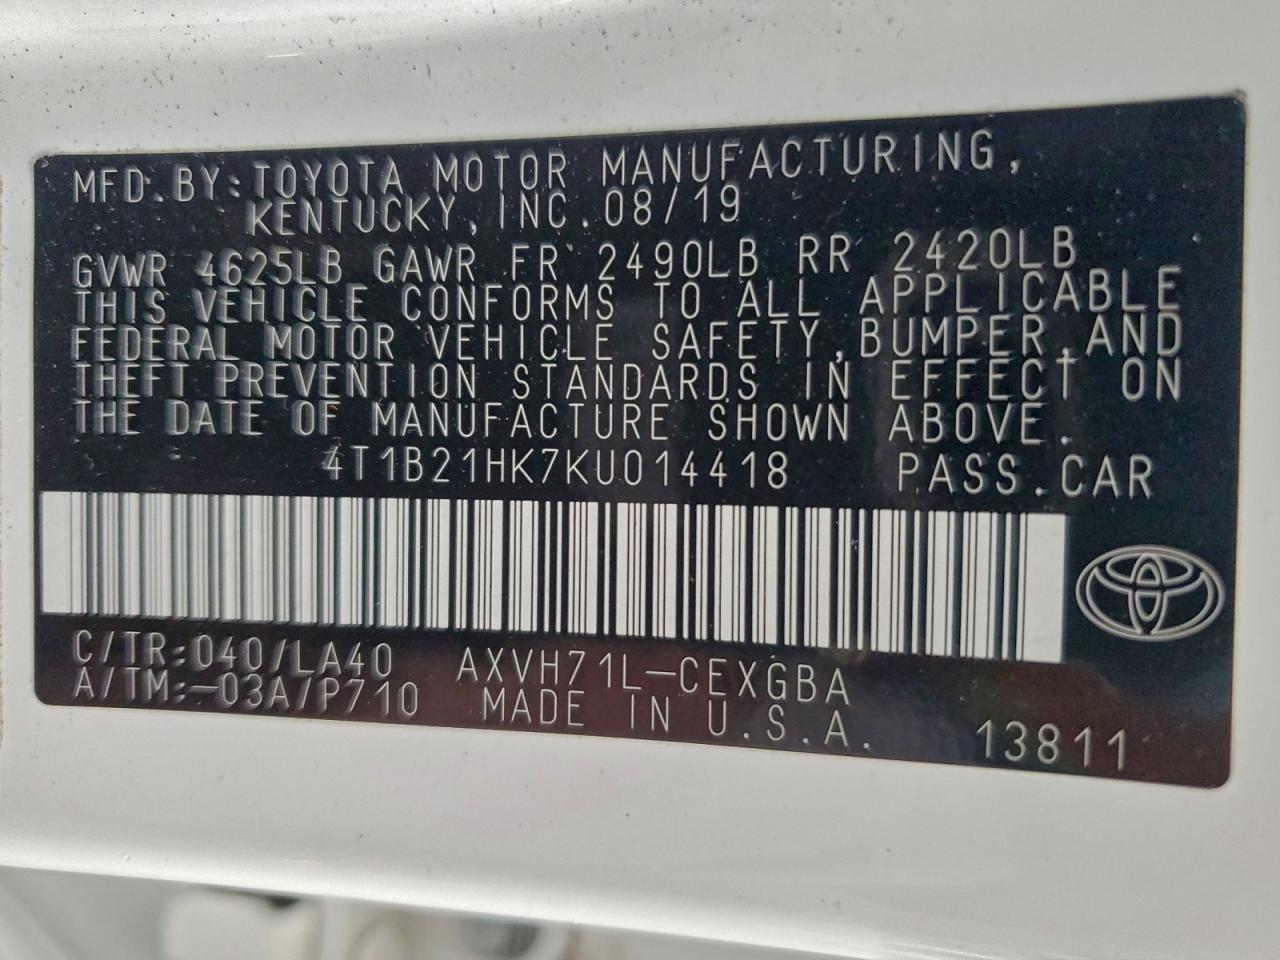 MFD.BY:TOYOTA MOTOR MANUFACTURING,
KENTUCKY,INC.08/19
GVWR 4625LB GAWR FR 2490LB RR 2420LB
THIS VEHICLE CONFORMS TO ALL APPLICABLE
FEDERAL MOTOR VEHICLE SAFETY,BUMPER,AND
THEFT PREVENTION STANDARDS IN EFFECT ON
THE DATE OF MANUFACTURE SHOWN ABOVE.
4T1B21HK7KU014418 PASS.CAR
C/TR:040/LA40 AXVH71L-CEXGBA
A/TM:-03A/P710 MADE IN U.S.A. 13811